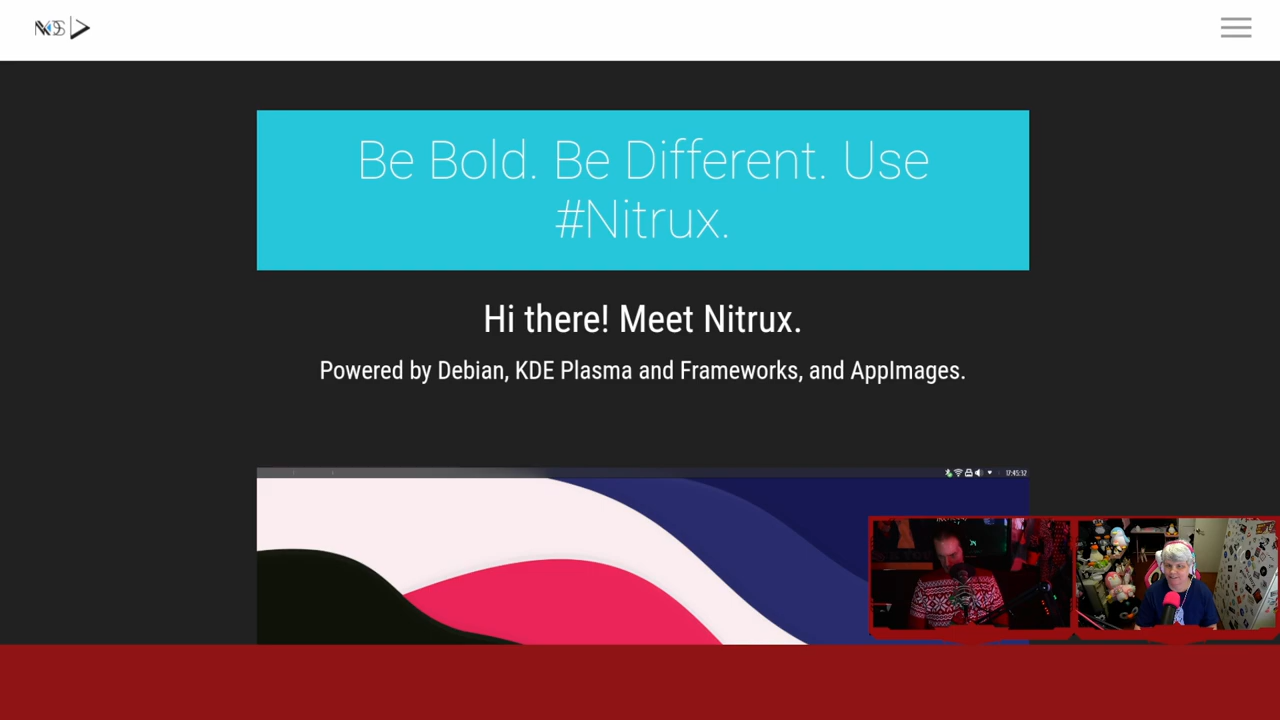 Be Bold. Be Different. Use
#Nitrux.
Hi there! Meet Nitrux.
Powered by Debian, KDE Plasma and Frameworks, and AppImages.
17:45:32